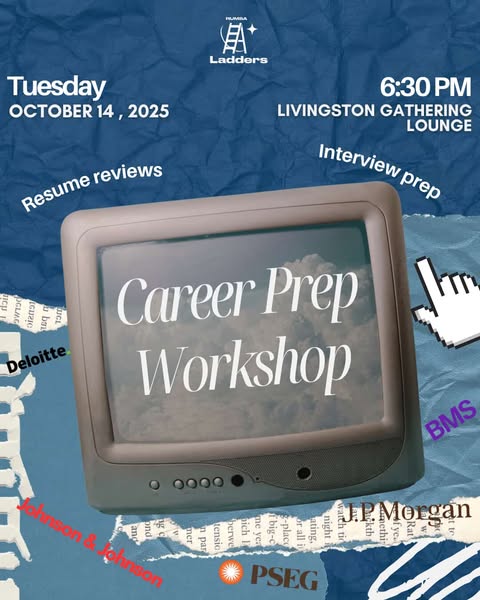 RUMBA
Ladders
Tuesday
OCTOBER 14 , 2025
6:30 PM
LIVINGSTON GATHERING
LOUNGE
Resume reviews
Interview prep
Career Prep
Workshop
Deloitte.
BMS
J.P.Morgan
Johnson & Johnson
PSEG